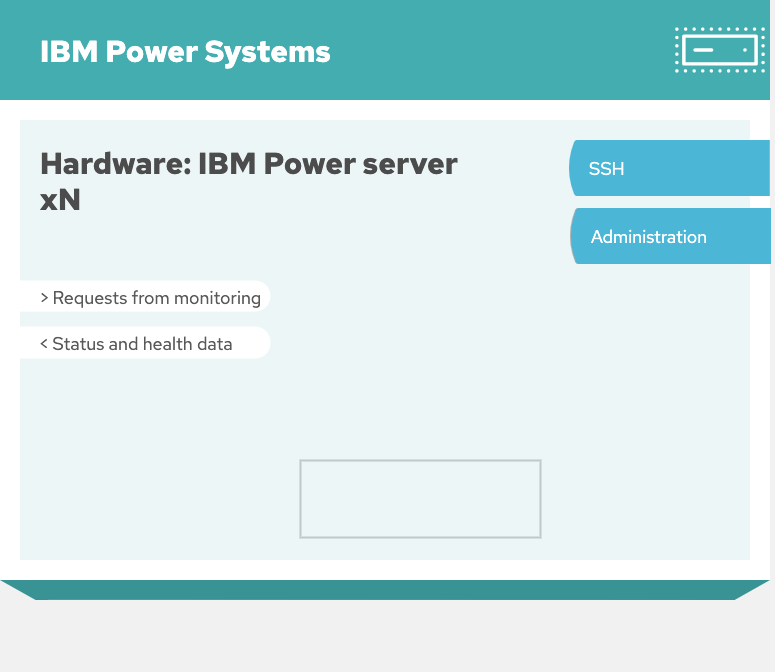 IBM Power Systems
Hardware: IBM Power server
xN
SSH
Administration
> Requests from monitoring
< Status and health data